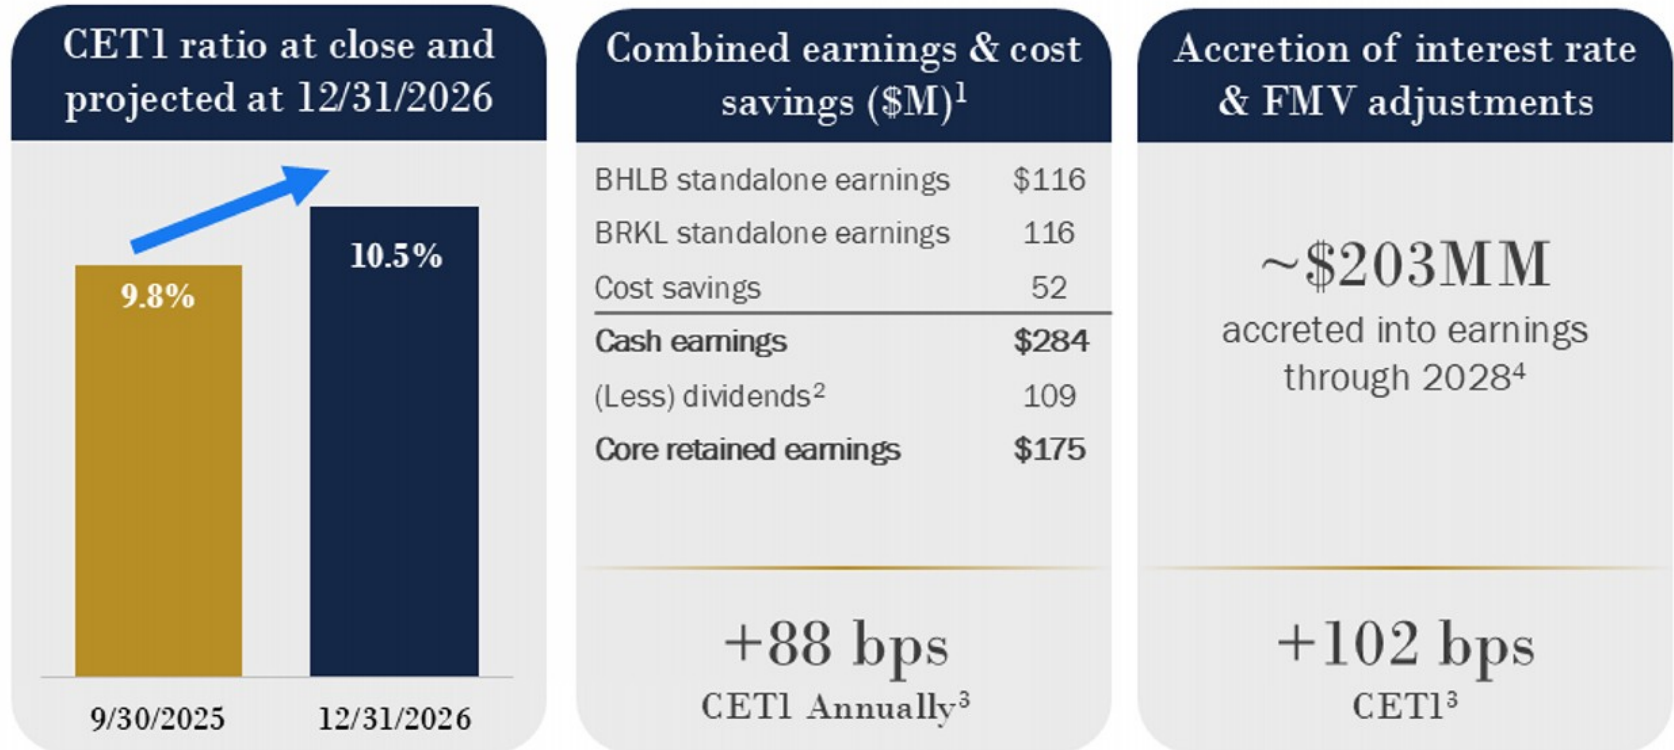 CET1 ratio at close and
projected at 12/31/2026
9.8%
10.5%
9/30/2025
12/31/2026
Combined earnings & cost
savings ($M)¹
BHLB standalone earnings $116
BRKL standalone earnings 116
Cost savings 52
Cash earnings $284
(Less) dividends² 109
Core retained earnings $175
+88 bps
CET1 Annually³
Accretion of interest rate
& FMV adjustments
~$203MM
accreted into earnings
through 2028⁴
+102 bps
CET1³